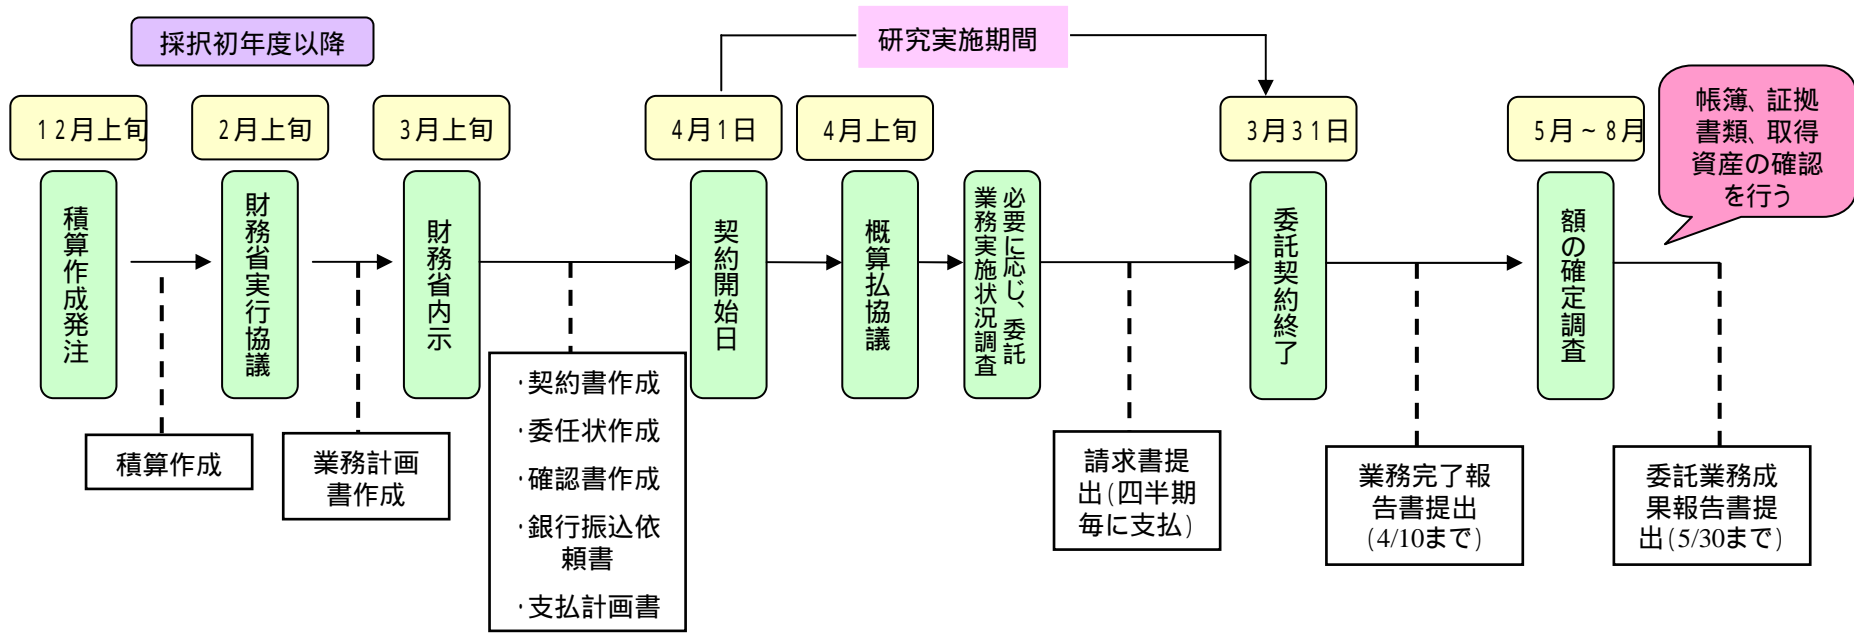 採択初年度以降
研究実施期間
12月上旬
2月上旬
3月上旬
4月1日
4月上旬
3月31日
5月~8月
帳簿、証拠
書類、取得
資産の確認
を行う
積算作成発注
財務省実行協議
財務省内示
契約開始日
概算払協議
必要に応じ、委託
業務実施状況調査
委託契約終了
額の確定調査
積算作成
業務計画
書作成
・契約書作成
・委任状作成
・確認書作成
・銀行振込依
頼書
・支払計画書
請求書提
出(四半期
毎に支払)
業務完了報
告書提出
(4/10まで)
委託業務成
果報告書提
出(5/30まで)